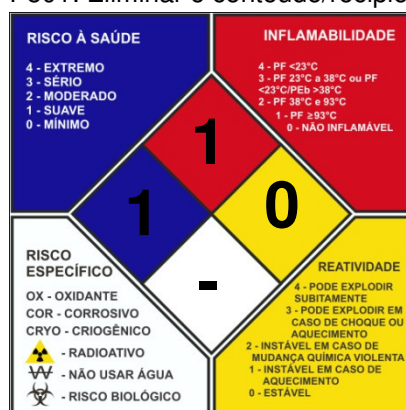 RISCO À SAÚDE
4 - EXTREMO
3 - SÉRIO
2 - MODERADO
1 - SUAVE
0 - MÍNIMO
INFLAMABILIDADE
4 - PF <23°C
3 - PF 23°C a 38°C ou PF
<23°C/PEb >38°C
2 - PF 38°C e 93°C
1 - PF ≥93°C
0 - NÃO INFLAMÁVEL
1
1
0
-
RISCO
ESPECÍFICO
OX - OXIDANTE
COR - CORROSIVO
CRYO - CRIOGÊNICO
- RADIOATIVO
W - NÃO USAR ÁGUA
- RISCO BIOLÓGICO
REATIVIDADE
4 - PODE EXPLODIR
SUBITAMENTE
3 - PODE EXPLODIR EM
CASO DE CHOQUE OU
AQUECIMENTO
2 - INSTÁVEL EM CASO DE
MUDANÇA QUÍMICA VIOLENTA
1 - INSTÁVEL EM CASO DE
AQUECIMENTO
0 - ESTÁVEL